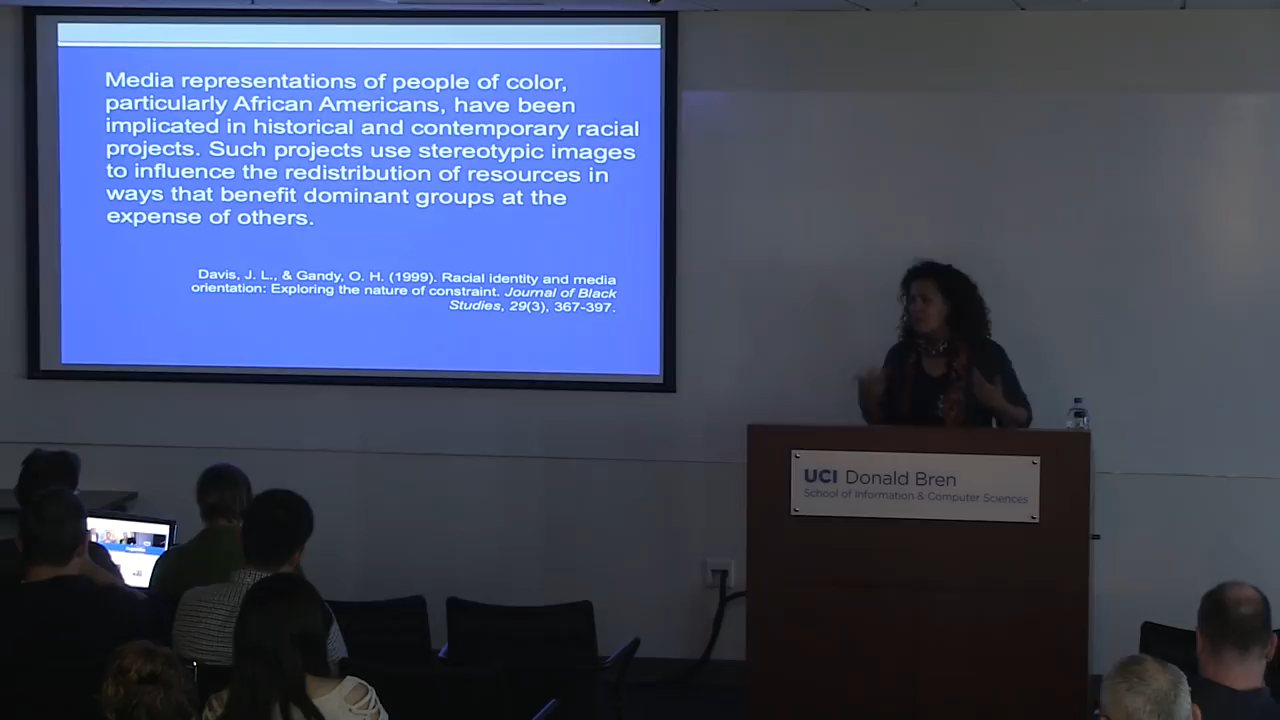 Media representations of people of color,
particularly African Americans, have been
implicated in historical and contemporary racial
projects. Such projects use stereotypic images
to influence the redistribution of resources in
ways that benefit dominant groups at the
expense of others.
Davis, J. L., & Gandy, O. H. (1999). Racial identity and media
orientation: Exploring the nature of constraint. Journal of Black
Studies, 29(3), 367-397.
UCI Donald Bren
School of Information & Computer Sciences